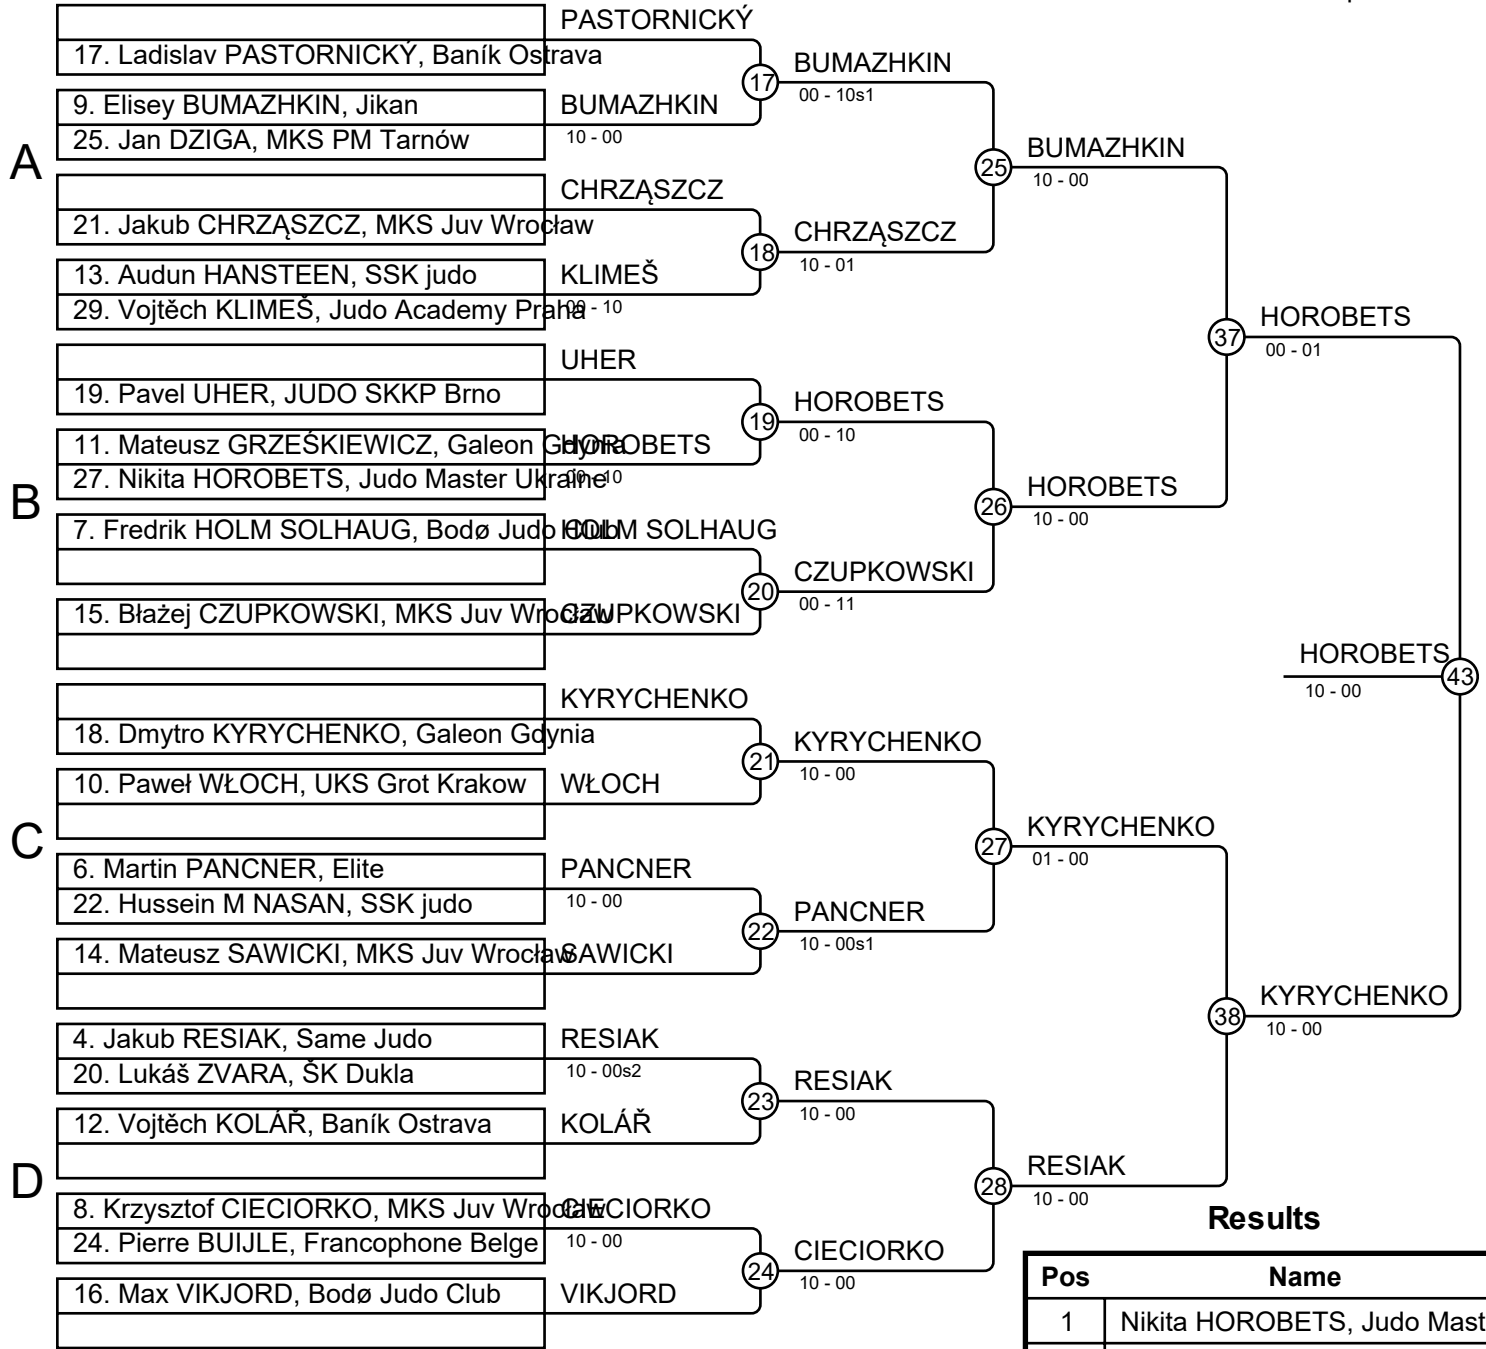 PASTORNICKÝ
17. Ladislav PASTORNICKÝ, Baník Ostrava
17
BUMAZHKIN
00 - 10s1
9. Elisey BUMAZHKIN, Jikan
BUMAZHKIN
25. Jan DZIGA, MKS PM Tarnów
10 - 00
A
25
BUMAZHKIN
10 - 00
CHRZĄSZCZ
21. Jakub CHRZĄSZCZ, MKS Juv Wrocław
18
CHRZĄSZCZ
10 - 01
13. Audun HANSTEEN, SSK judo
KLIMEŠ
29. Vojtěch KLIMEŠ, Judo Academy Praha
00 - 10
37
HOROBETS
00 - 01
UHER
19. Pavel UHER, JUDO SKKP Brno
19
HOROBETS
00 - 10
11. Mateusz GRZEŚKIEWICZ, Galeon Gdynia
HOROBETS
27. Nikita HOROBETS, Judo Master Ukraine
00 - 10
B
26
HOROBETS
10 - 00
7. Fredrik HOLM SOLHAUG, Bodø Judo Club
HOLM SOLHAUG
20
CZUPKOWSKI
00 - 11
15. Błażej CZUPKOWSKI, MKS Juv Wrocław
CZUPKOWSKI
HOROBETS
43
10 - 00
KYRYCHENKO
18. Dmytro KYRYCHENKO, Galeon Gdynia
21
KYRYCHENKO
10 - 00
10. Paweł WŁOCH, UKS Grot Krakow
WŁOCH
C
27
KYRYCHENKO
01 - 00
6. Martin PANCNER, Elite
PANCNER
22. Hussein M NASAN, SSK judo
10 - 00
22
PANCNER
10 - 00s1
14. Mateusz SAWICKI, MKS Juv Wrocław
SAWICKI
38
KYRYCHENKO
10 - 00
4. Jakub RESIAK, Same Judo
RESIAK
20. Lukáš ZVARA, ŠK Dukla
10 - 00s2
23
RESIAK
10 - 00
12. Vojtěch KOLÁŘ, Baník Ostrava
KOLÁŘ
D
28
RESIAK
10 - 00
8. Krzysztof CIECIORKO, MKS Juv Wrocław
CIECIORKO
24. Pierre BUIJLE, Francophone Belge
10 - 00
24
CIECIORKO
10 - 00
16. Max VIKJORD, Bodø Judo Club
VIKJORD
Results
Pos Name
1 Nikita HOROBETS, Judo Mast